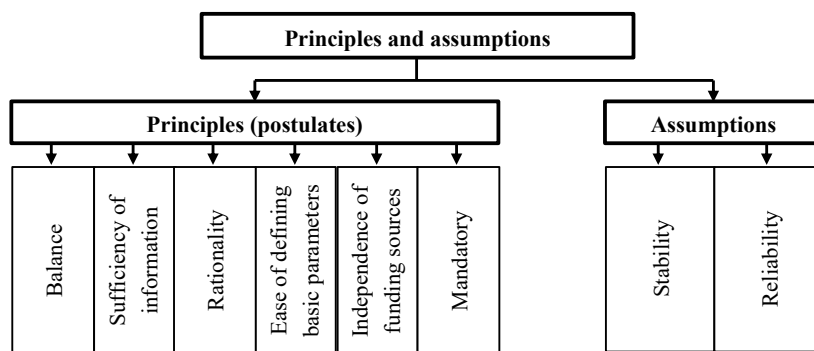 Principles and assumptions
Principles (postulates)
Assumptions
Balance
Sufficiency of
information
Rationality
Ease of defining
basic parameters
Independence of
funding sources
Mandatory
Stability
Reliability